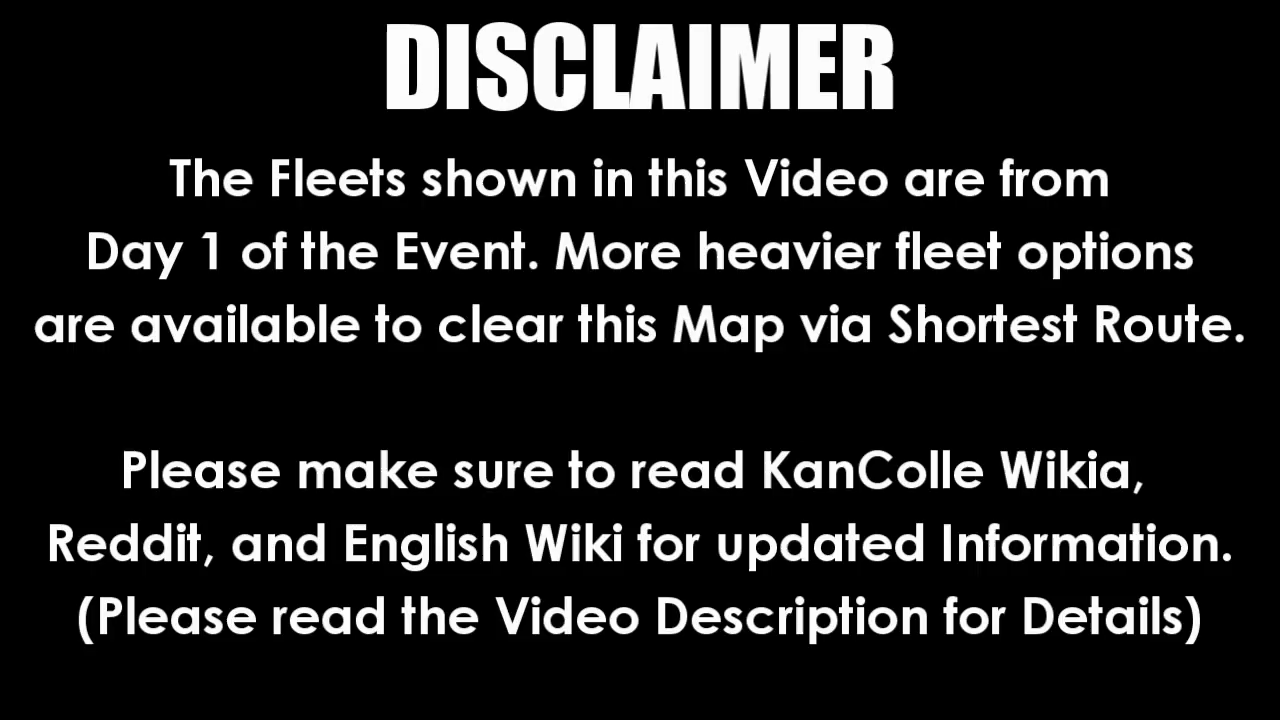 DISCLAIMER
The Fleets shown in this Video are from
Day 1 of the Event. More heavier fleet options
are available to clear this Map via Shortest Route.
Please make sure to read KanColle Wikia,
Reddit, and English Wiki for updated Information.
(Please read the Video Description for Details)